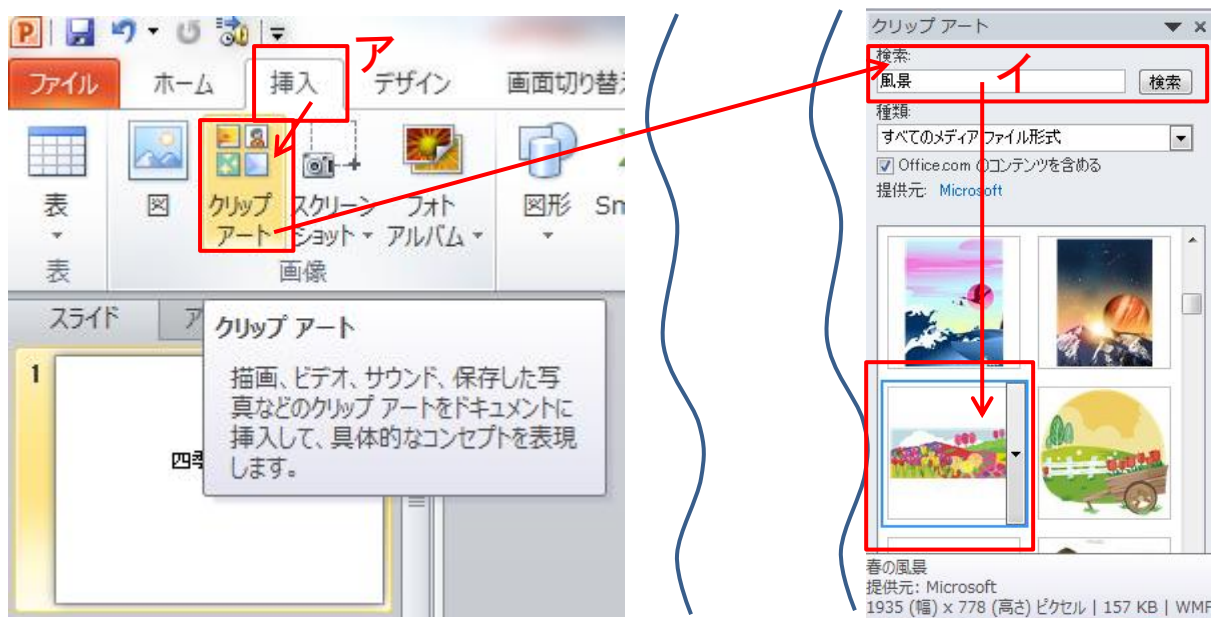 P
ファイル
ホーム
挿入
ア
デザイン
画面切り替
表
図
クリップ
アート
スクリーン
ショット
フォト
アルバム
図形
Sm
表
画像
スライド
ア
1
四季
クリップ アート
描画、ビデオ、サウンド、保存した写
真などのクリップ アートをドキュメントに
挿入して、具体的なコンセプトを表現
します。
クリップ アート
検索:
風景
イ
検索
種類:
すべてのメディア ファイル形式
Office.com のコンテンツを含める
提供元: Microsoft
春の風景
提供元: Microsoft
1935 (幅) x 778 (高さ) ピクセル | 157 KB | WMF